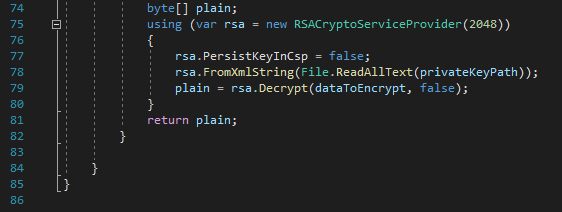 74 byte[] plain;
75 using (var rsa = new RSACryptoServiceProvider(2048))
76 {
77 rsa.PersistKeyInCsp = false;
78 rsa.FromXmlString(File.ReadAllText(privateKeyPath));
79 plain = rsa.Decrypt(dataToEncrypt, false);
80 }
81 return plain;
82 }
83
84 }
85 }
86